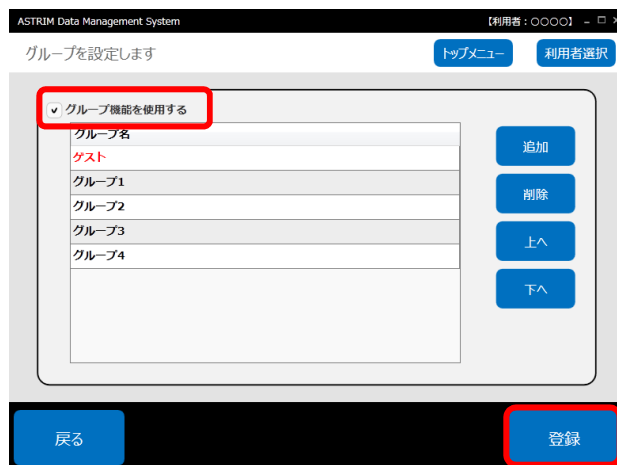 ASTRIM Data Management System
【利用者：○○○○】
グループを設定します
トップメニュー
利用者選択
グループ機能を使用する
グループ名
ゲスト
グループ1
グループ2
グループ3
グループ4
追加
削除
上へ
下へ
戻る
登録